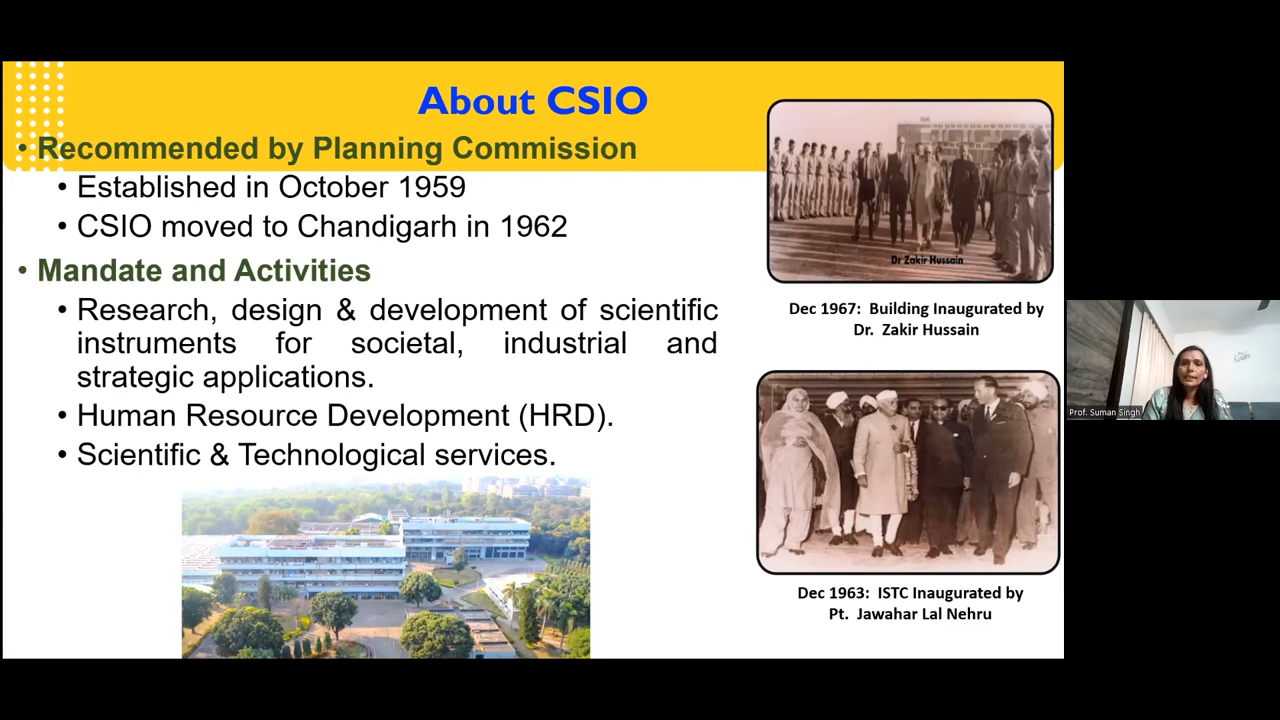 About CSIO
• Recommended by Planning Commission
• Established in October 1959
• CSIO moved to Chandigarh in 1962
• Mandate and Activities
• Research, design & development of scientific
instruments for societal, industrial and
strategic applications.
• Human Resource Development (HRD).
• Scientific & Technological services.
Dr Zakir Hussain
Dec 1967: Building Inaugurated by
Dr. Zakir Hussain
Dec 1963: ISTC Inaugurated by
Pt. Jawahar Lal Nehru
Prof. Suman Singh